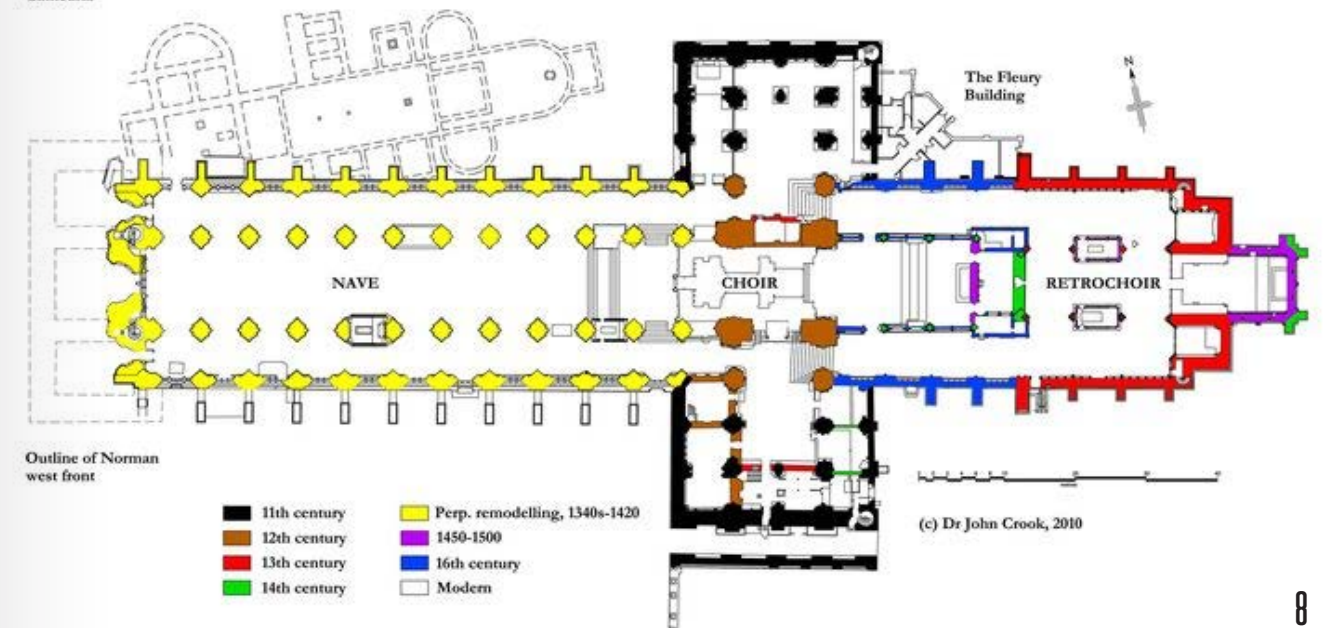 N
The Fleury
Building
NAVE
CHOIR
RETROCHOIR
Outline of Norman
west front
11th century
12th century
13th century
14th century
Perp. remodelling, 1340s-1420
1450-1500
16th century
Modern
(c) Dr John Crook, 2010
8